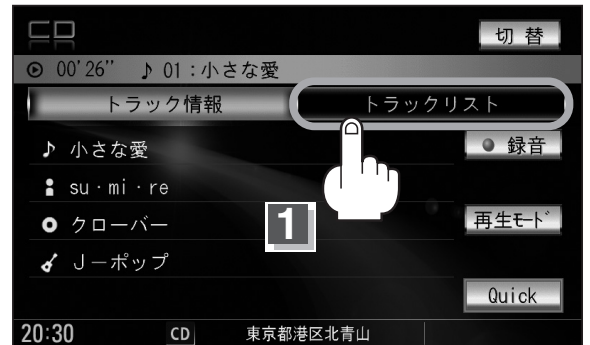 CD
切替
00'26" ♪ 01:小さな愛
トラック情報 トラックリスト
小さな愛
録音
su・mi・re
1
クローバー
再生モード
J－ポップ
Quick
20:30 CD 東京都港区北青山